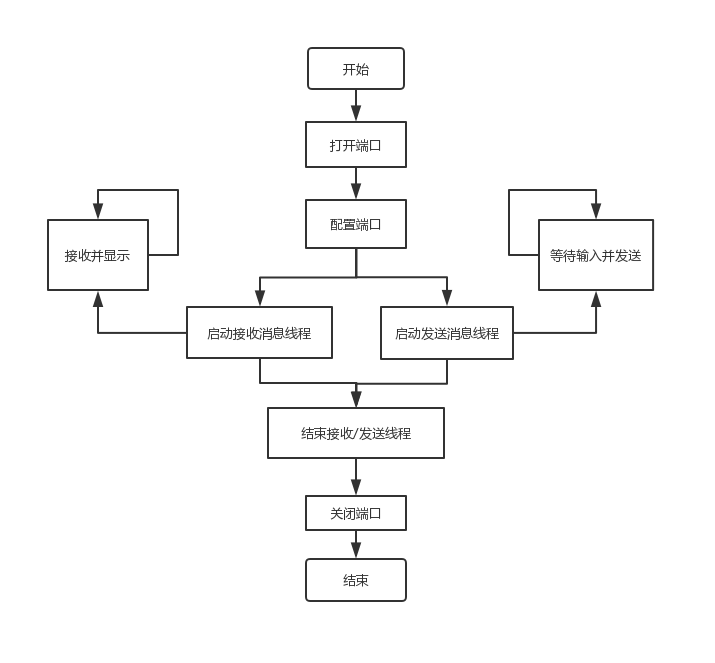 开始
打开端口
配置端口
接收并显示
等待输入并发送
启动接收消息线程
启动发送消息线程
结束接收/发送线程
关闭端口
结束